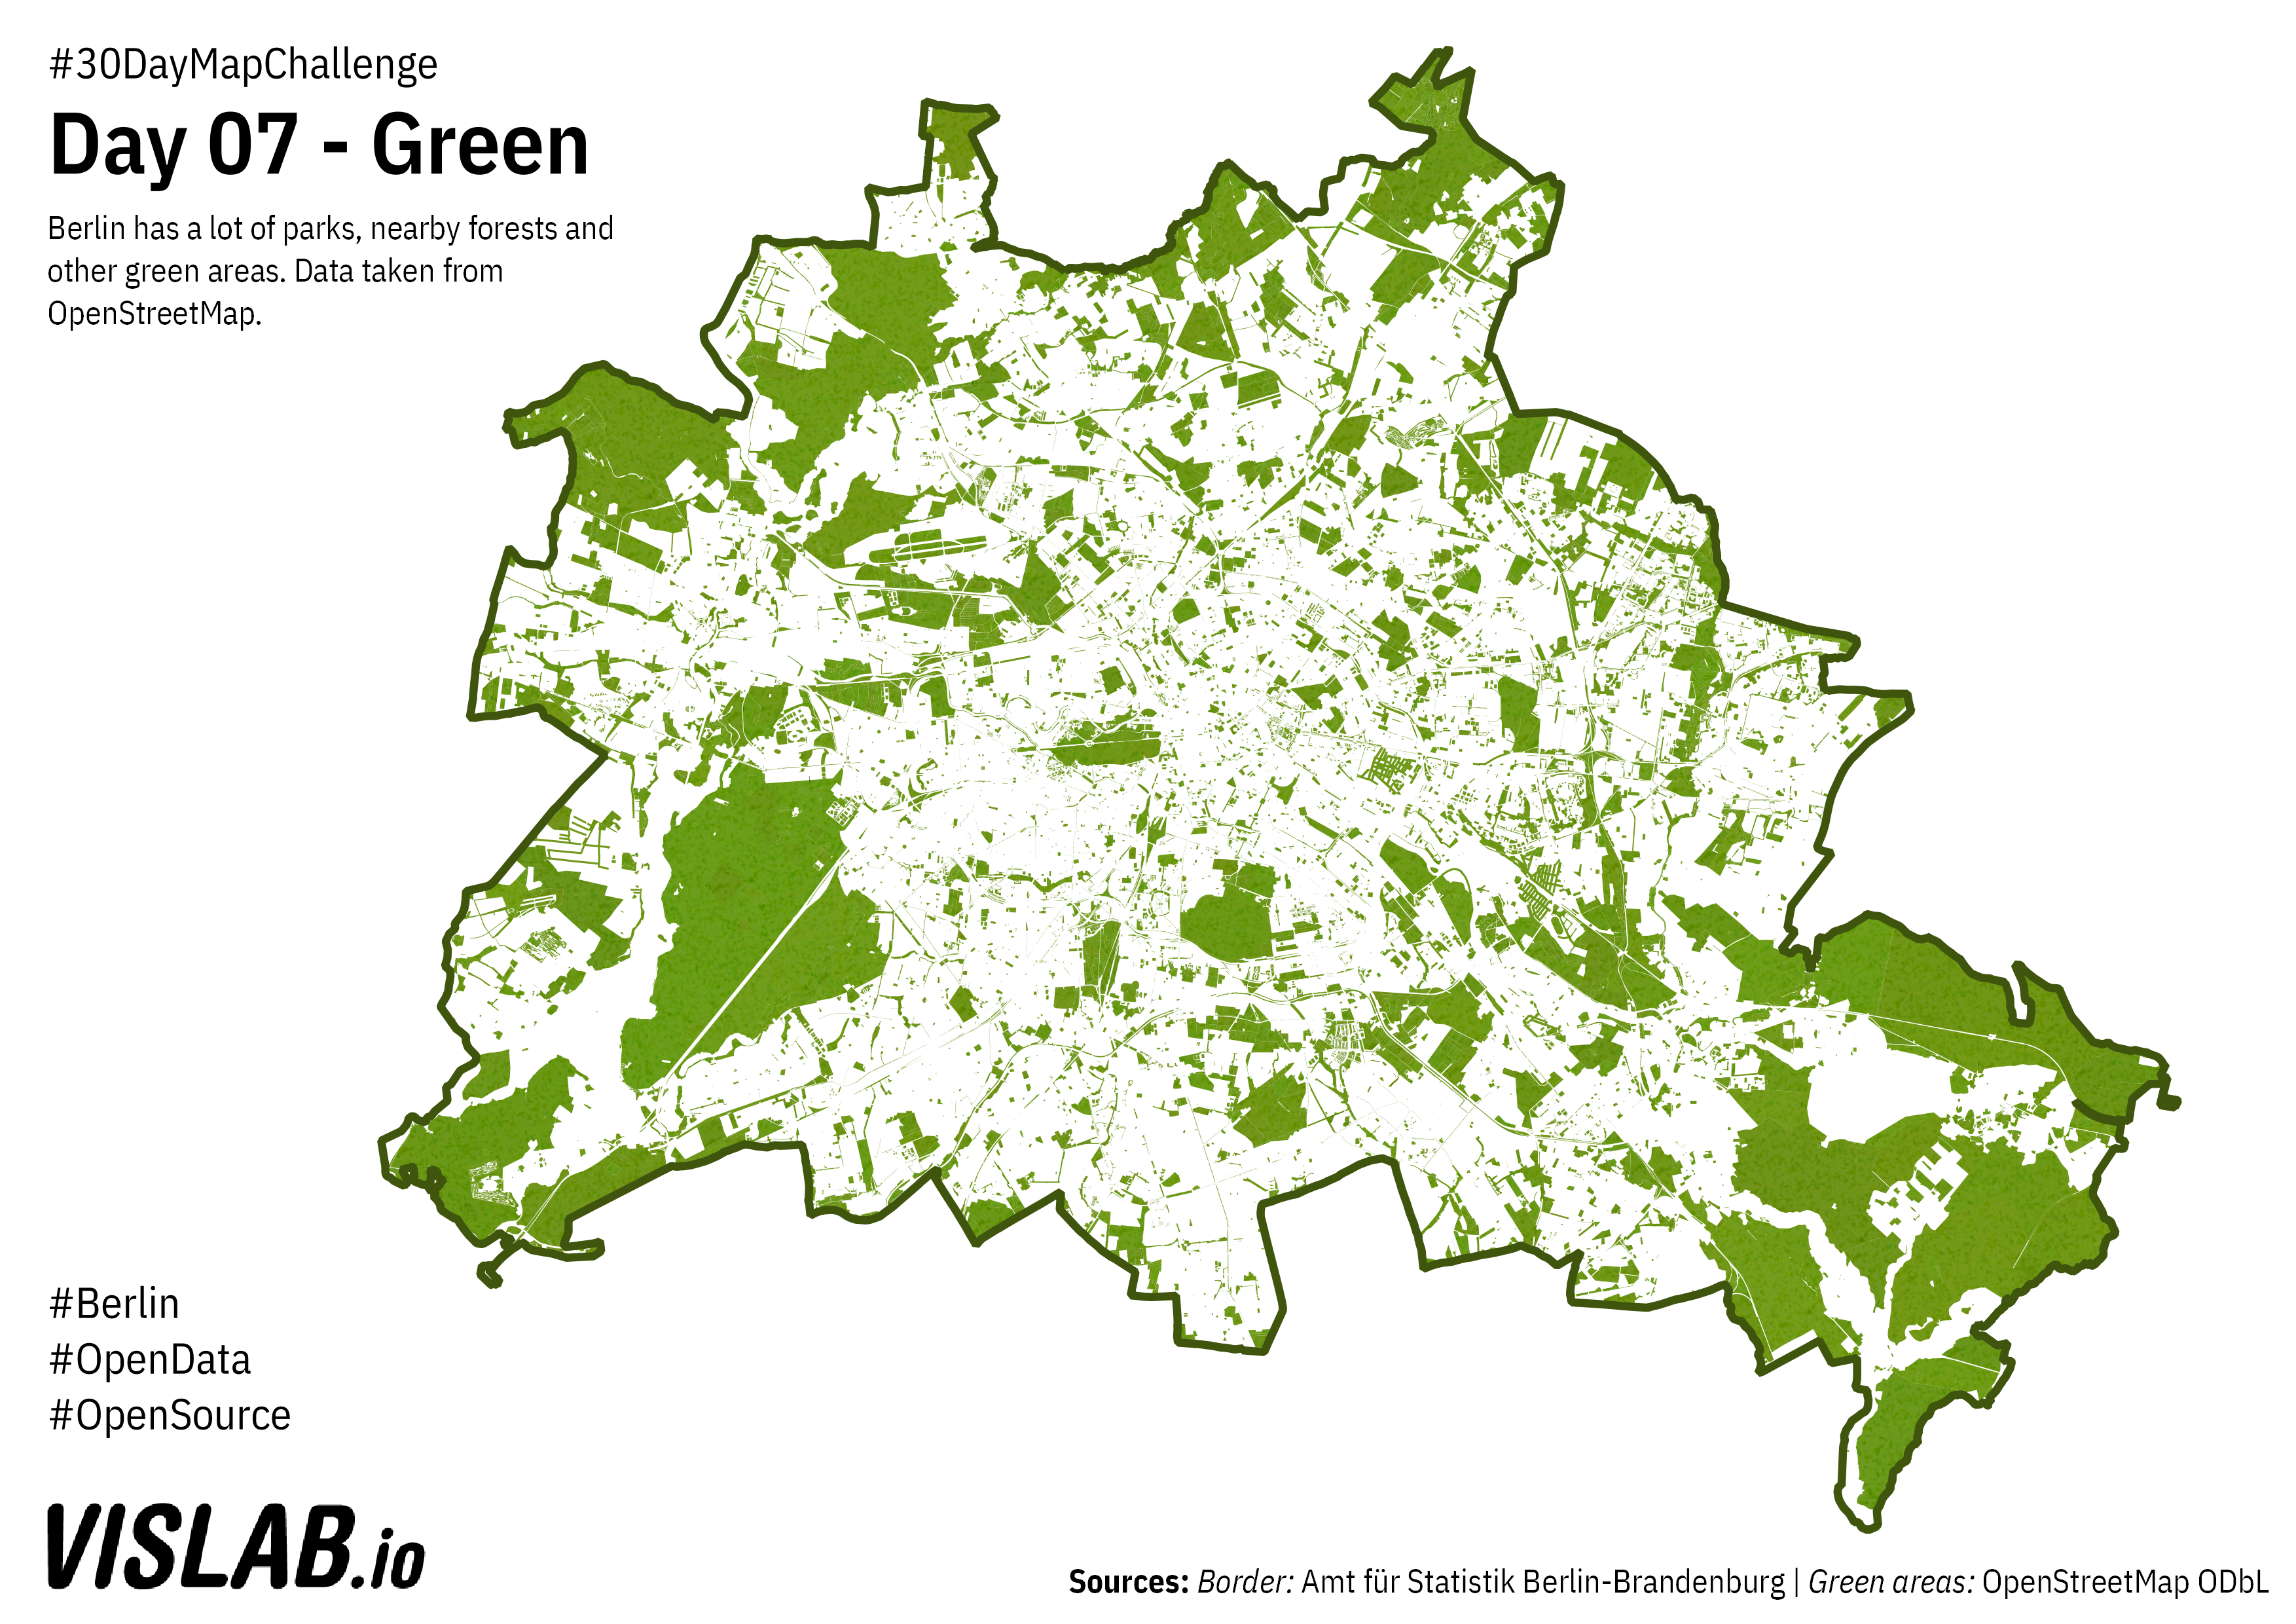 #30DayMapChallenge
Day 07 - Green
Berlin has a lot of parks, nearby forests and
other green areas. Data taken from
OpenStreetMap.
#Berlin
#OpenData
#OpenSource
VISLAB.io
Sources: Border: Amt für Statistik Berlin-Brandenburg | Green areas: OpenStreetMap ODbL